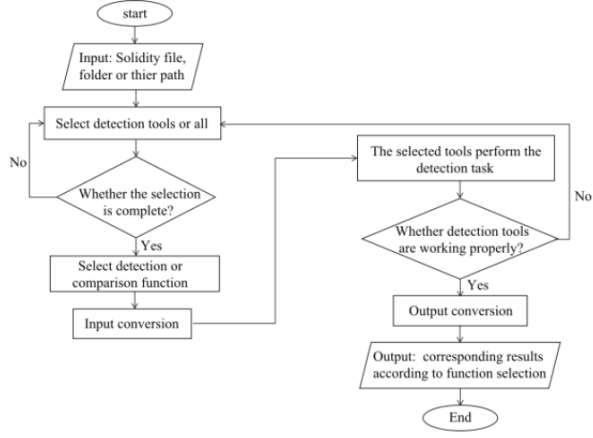 start
Input: Solidity file,
folder or thier path
Select detection tools or all
No
Whether the selection
is complete?
Yes
Select detection or
comparison function
Input conversion
The selected tools perform the
detection task
No
Whether detection tools
are working properly?
Yes
Output conversion
Output: corresponding results
according to function selection
End